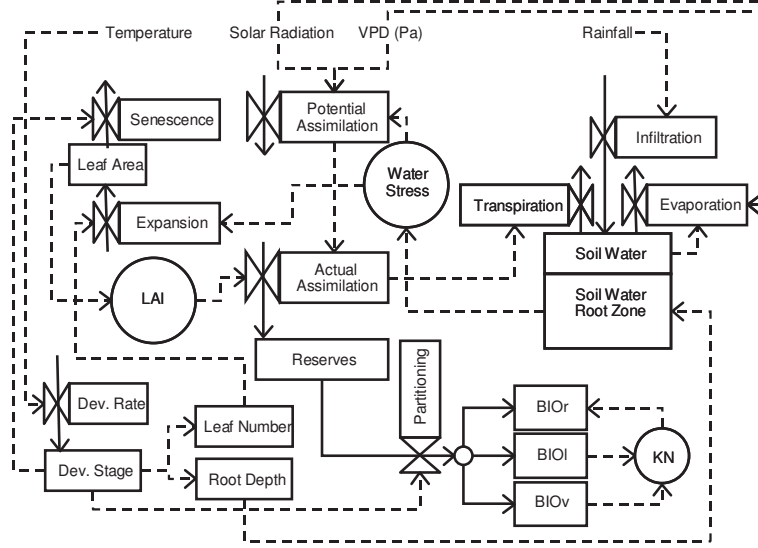 Temperature
Solar Radiation
VPD (Pa)
Rainfall
Senescence
Potential
Assimilation
Infiltration
Leaf Area
Water
Stress
Expansion
Transpiration
Evaporation
Soil Water
LAI
Actual
Assimilation
Soil Water
Root Zone
Reserves
Partitioning
Dev. Rate
Leaf Number
BIOr
Dev. Stage
Root Depth
BIOl
KN
BIOv